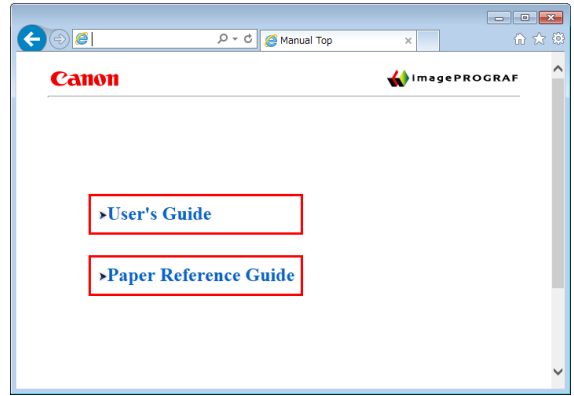 Manual Top
Canon
imagePROGRAF
User's Guide
Paper Reference Guide